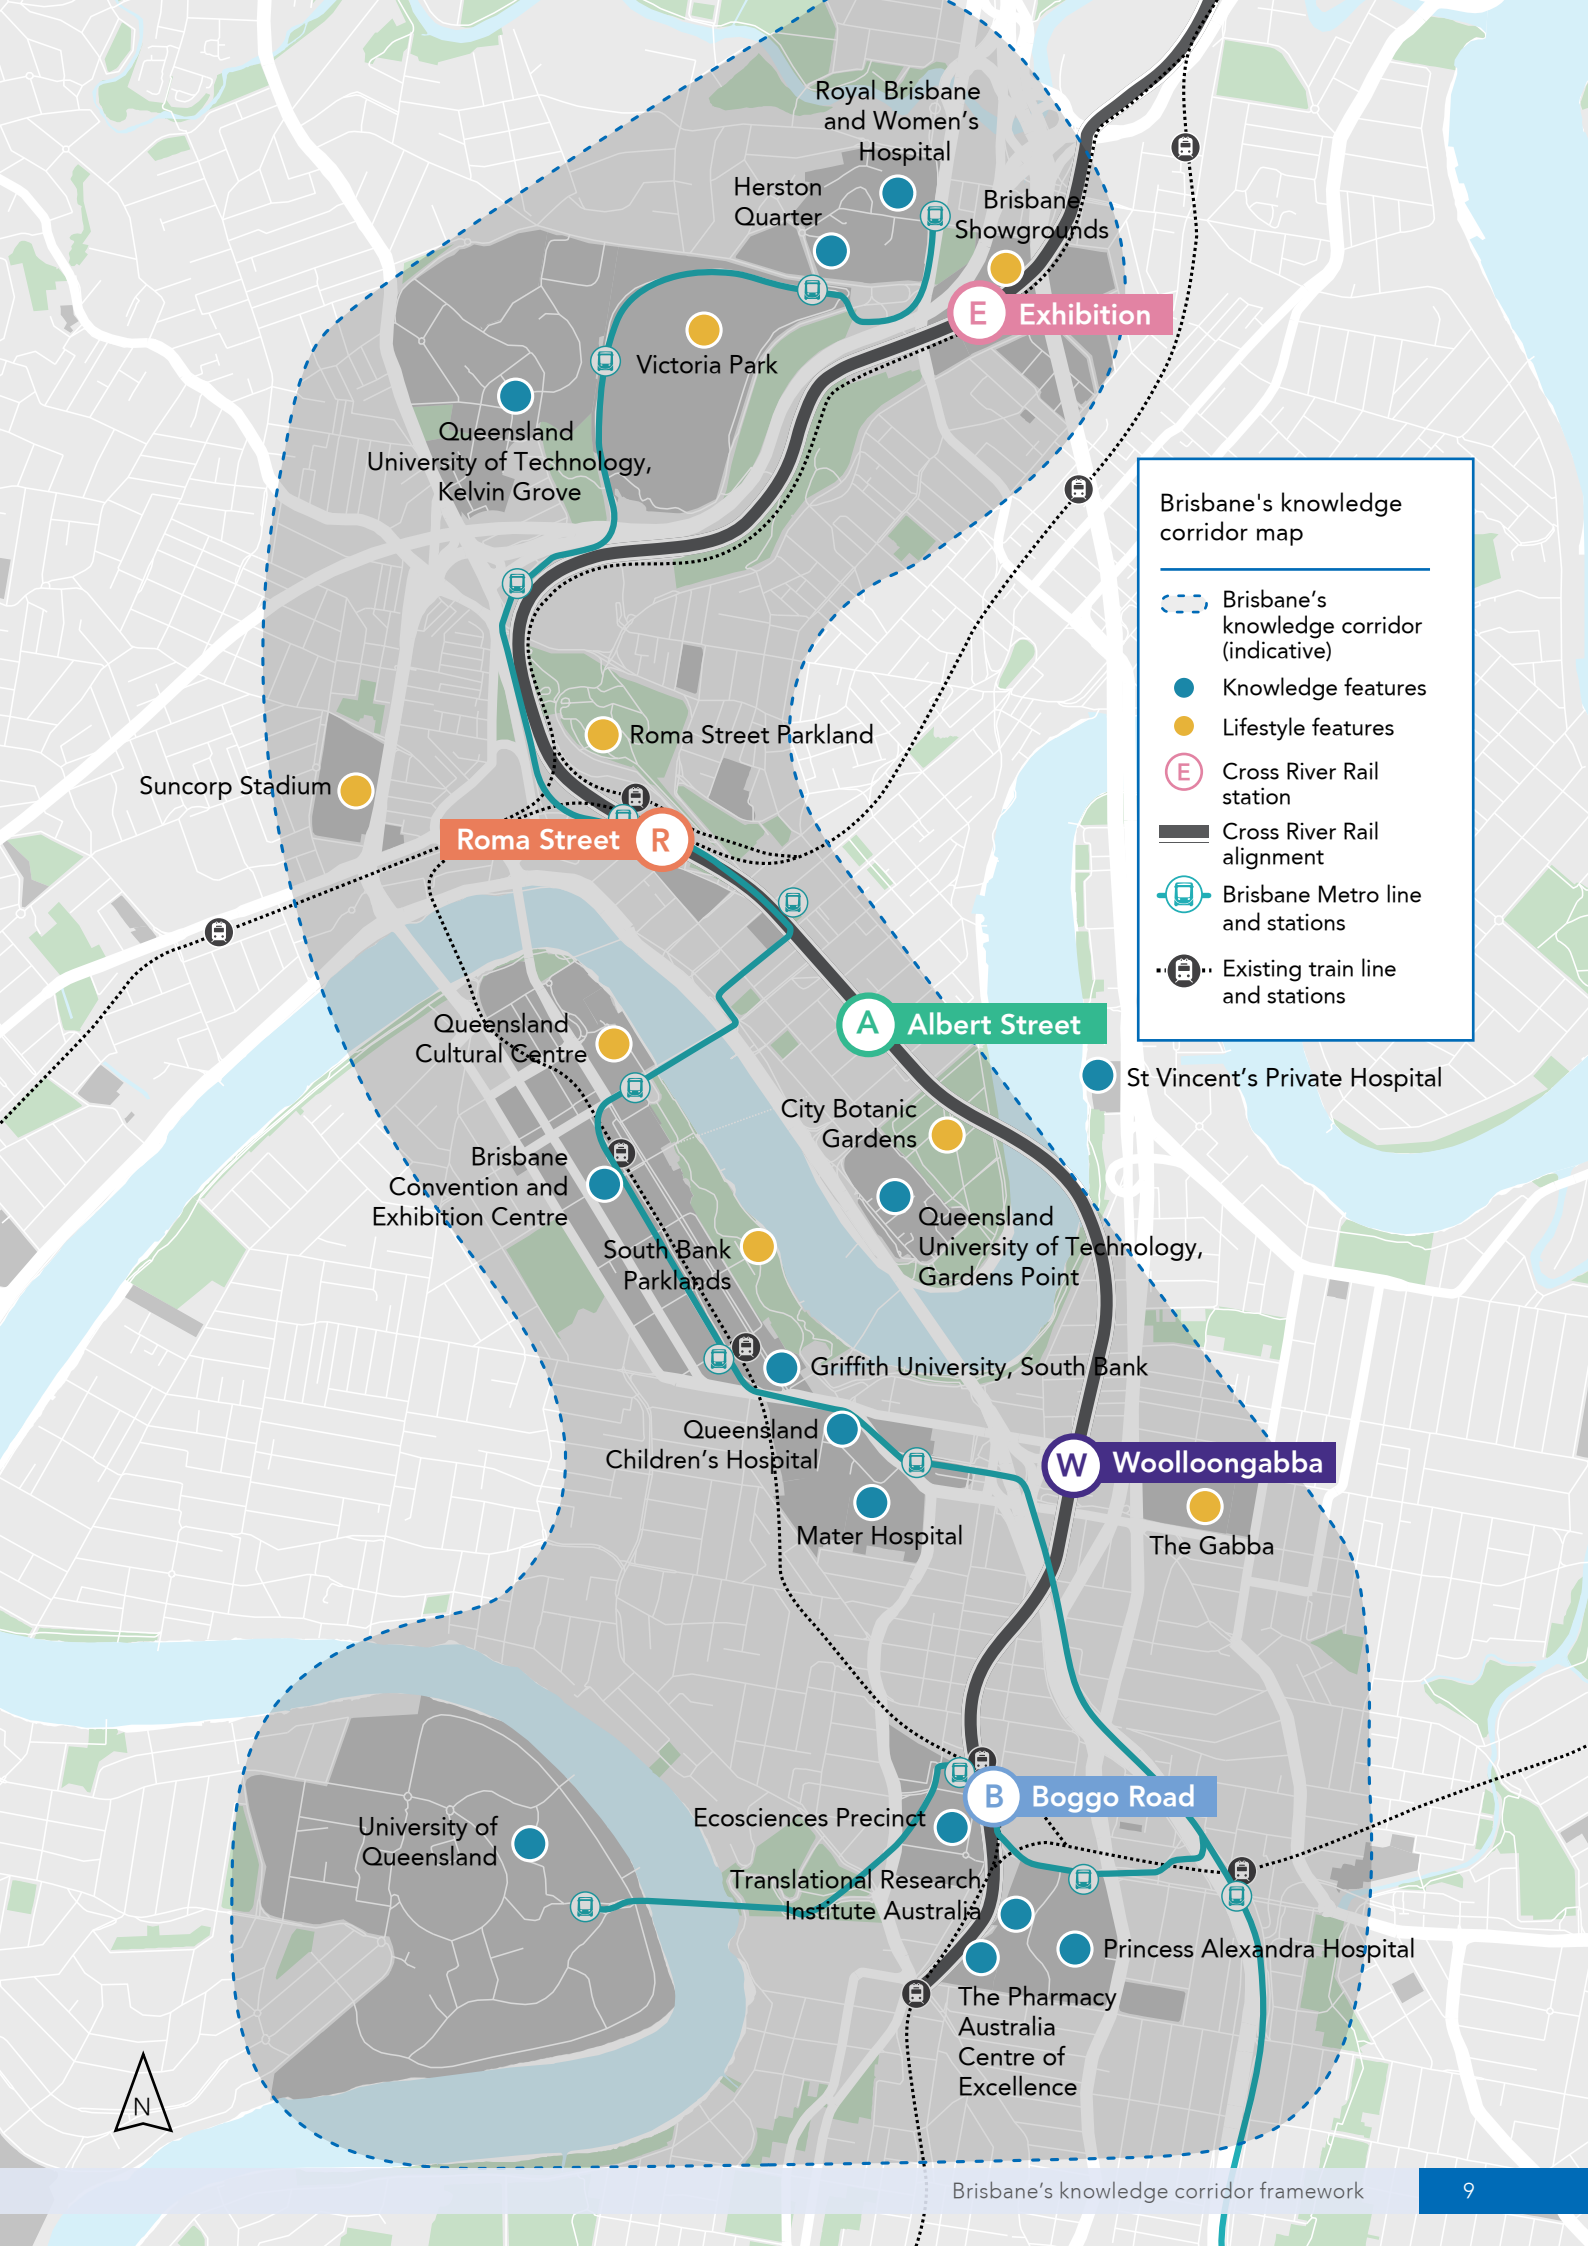 Royal Brisbane
and Women's
Hospital
Herston
Quarter
Brisbane
Showgrounds
E
Exhibition
Victoria Park
Queensland
University of Technology,
Kelvin Grove
Brisbane's knowledge
corridor map
Brisbane's
knowledge corridor
(indicative)
Knowledge features
Lifestyle features
E
Cross River Rail
station
Cross River Rail
alignment
Brisbane Metro line
and stations
Existing train line
and stations
Roma Street Parkland
Suncorp Stadium
Roma Street
R
A
Albert Street
Queensland
Cultural Centre
St Vincent's Private Hospital
City Botanic
Gardens
Brisbane
Convention and
Exhibition Centre
Queensland
University of Technology,
Gardens Point
South Bank
Parklands
Griffith University, South Bank
Queensland
Children's Hospital
W
Woolloongabba
Mater Hospital
The Gabba
B
Boggo Road
Ecosciences Precinct
University of
Queensland
Translational Research
Institute Australia
Princess Alexandra Hospital
The Pharmacy
Australia
Centre of
Excellence
N
Brisbane's knowledge corridor framework
9